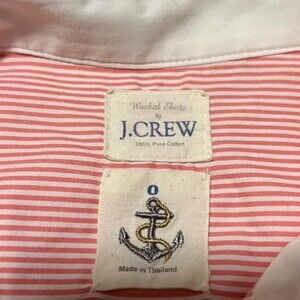 Washed Shirts
by
J.CREW
100% Pure Cotton
0
Made in Thailand